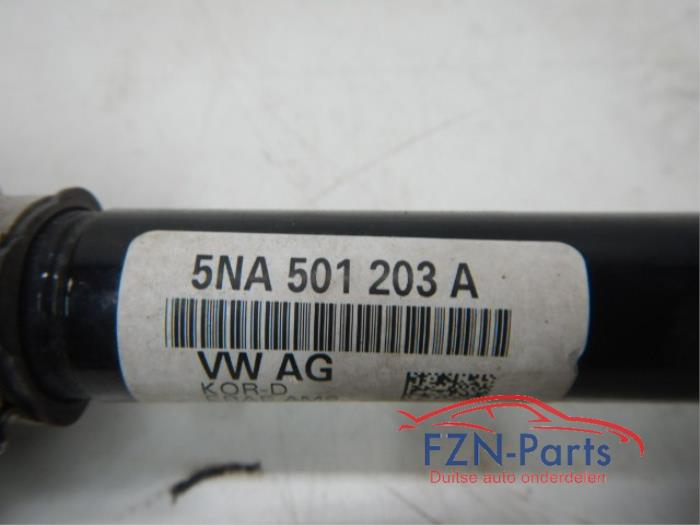 5NA 501 203 A
VW AG
KOR-D
FZN-Parts
Duitse auto onderdelen